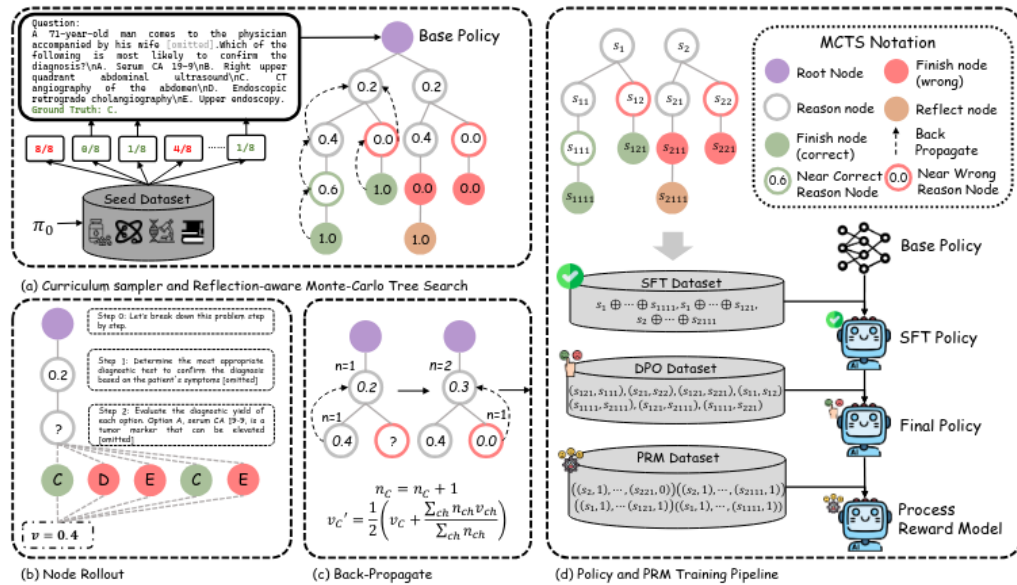 Question:
A 71-year-old man comes to the physician
accompanied by his wife [omitted].Which of the
following is most likely to confirm the
diagnosis?\nA. Serum CA 19-9\nB. Right upper
quadrant abdominal ultrasound\nC. CT
angiography of the abdomen\nD. Endoscopic
retrograde cholangiography\nE. Upper endoscopy.
Ground Truth: C.
8/8 0/8 1/8 4/8 ...... 1/8
Seed Dataset
π₀
Base Policy
0.2 0.2
0.4 0.0 0.4 0.0
0.6 1.0 0.0 0.0
1.0 1.0
(a) Curriculum sampler and Reflection-aware Monte-Carlo Tree Search
Step 0: Let's break down this problem step
by step.
0.2
Step 1: Determine the most appropriate
diagnostic test to confirm the diagnosis
based on the patient's symptoms [omitted]
?
Step 2: Evaluate the diagnostic yield of
each option. Option A, serum CA 19-9, is a
tumor marker that can be elevated
[omitted]
C D E C E
v = 0.4
(b) Node Rollout
n=1 n=2
0.2 0.3
n=1 n=1
0.4 ? 0.4 0.0
n_C = n_C + 1
v_C' = 1/2 (v_C + Σ_ch n_ch v_ch / Σ_ch n_ch)
(c) Back-Propagate
s₁ s₂
s₁₁ s₁₂ s₂₁ s₂₂
s₁₁₁ s₁₂₁ s₂₁₁ s₂₂₁
s₁₁₁₁ s₂₁₁₁
MCTS Notation
Root Node
Finish node
(wrong)
Reason node
Reflect node
Finish node
(correct)
Back
Propagate
0.6 Near Correct
Reason Node
0.0 Near Wrong
Reason Node
Base Policy
SFT Dataset
s₁ ⊕ ⋯ ⊕ s₁₁₁₁, s₁ ⊕ ⋯ ⊕ s₁₂₁,
s₂ ⊕ ⋯ ⊕ s₂₁₁₁
SFT Policy
DPO Dataset
(s₁₂₁, s₁₁₁), (s₂₁, s₂₂), (s₁₂₁, s₂₂₁), (s₁₁, s₁₂)
(s₁₁₁₁, s₂₁₁₁), (s₁₂₁, s₂₁₁₁), (s₁₁₁₁, s₂₂₁)
Final Policy
PRM Dataset
((s₂, 1), ⋯, (s₂₂₁, 0))((s₂, 1), ⋯, (s₂₁₁₁, 1))
((s₁, 1), ⋯ (s₁₂₁, 1))((s₁, 1), ⋯, (s₁₁₁₁, 1))
Process
Reward Model
(d) Policy and PRM Training Pipeline